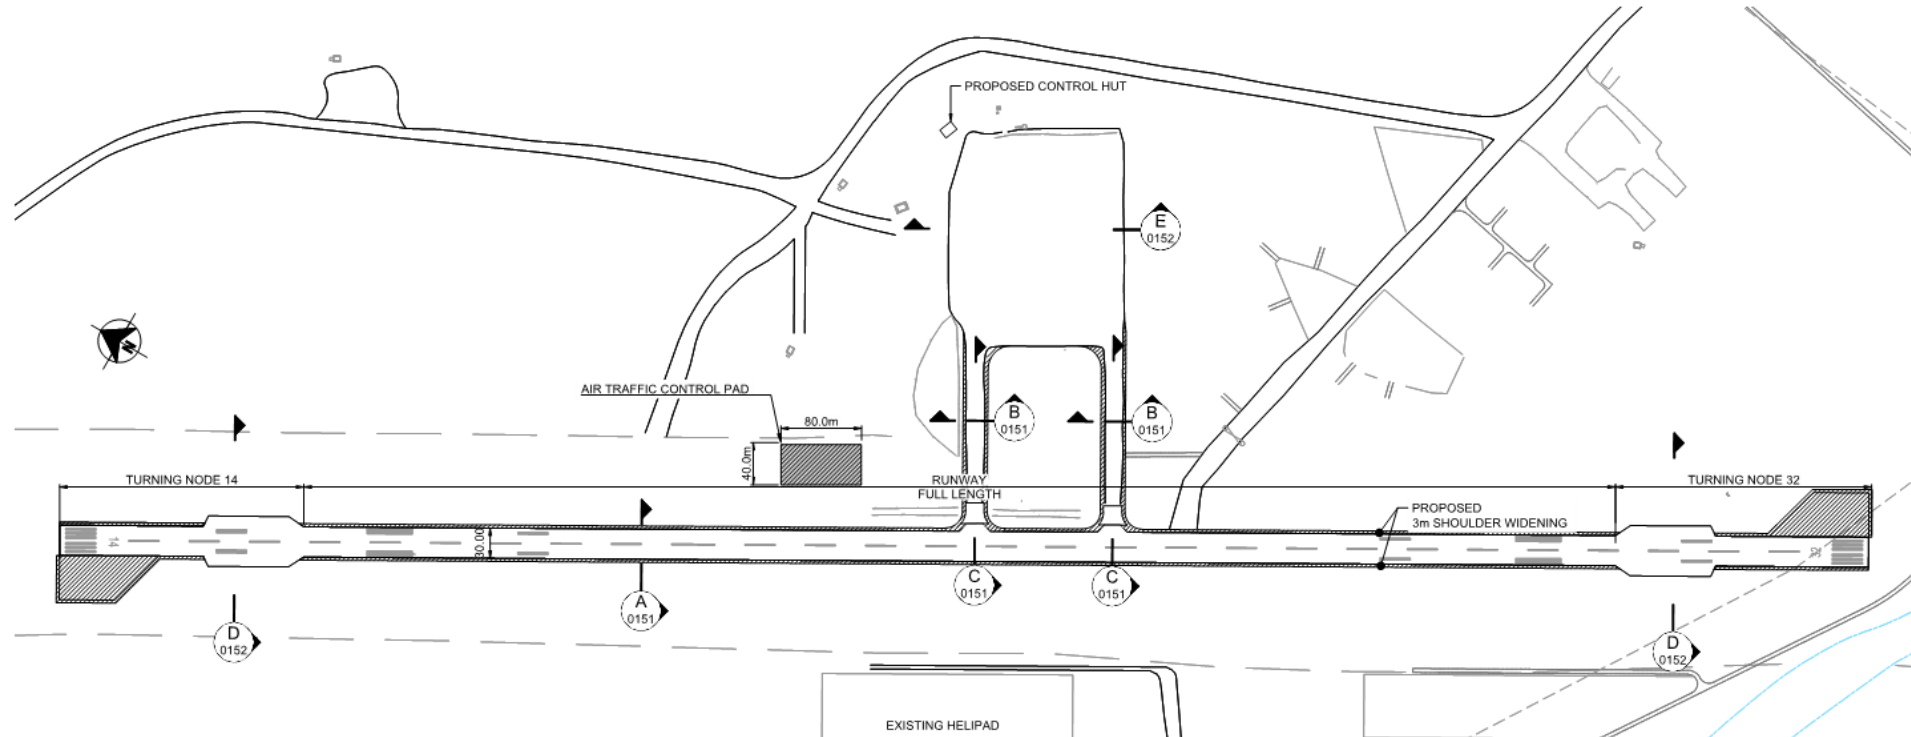 PROPOSED CONTROL HUT
E
0152
N
AIR TRAFFIC CONTROL PAD
80.0m
40.0m
B
0151
B
0151
TURNING NODE 14
RUNWAY
FULL LENGTH
TURNING NODE 32
PROPOSED
3m SHOULDER WIDENING
14
30.00
32
C
0151
C
0151
A
0151
D
0152
D
0152
EXISTING HELIPAD